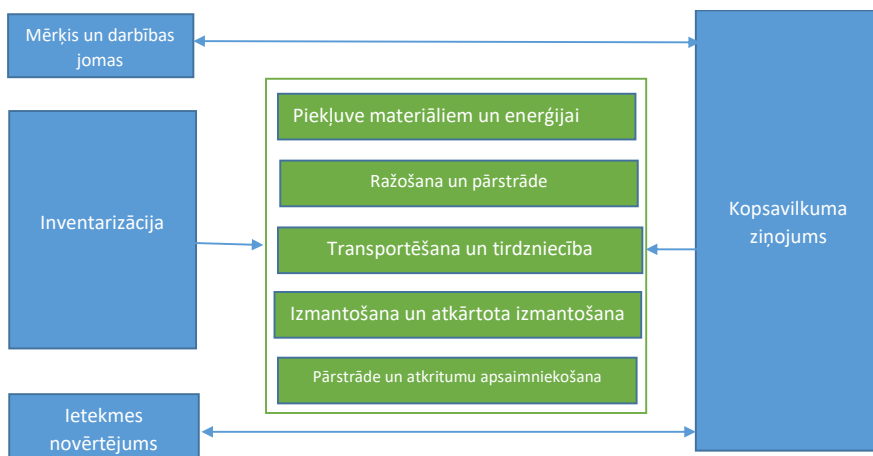 Mērķis un darbības
jomas
Piekļuve materiāliem un enerģijai
Ražošana un pārstrāde
Inventarizācija
Transportēšana un tirdzniecība
Izmantošana un atkārtota izmantošana
Pārstrāde un atkritumu apsaimniekošana
Kopsavilkuma
ziņojums
Ietekmes
novērtējums